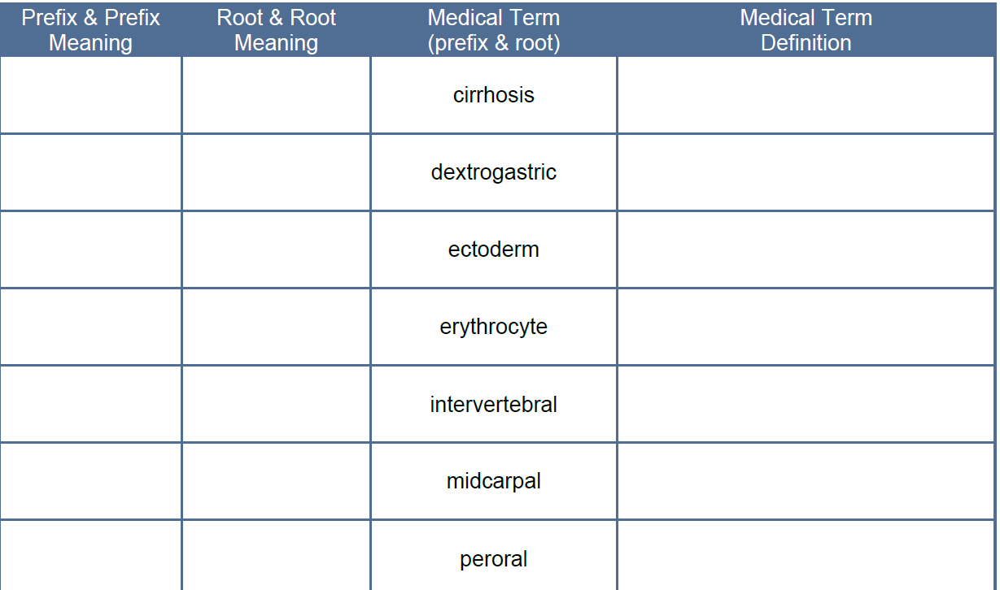 Prefix & Prefix Meaning
Root & Root Meaning
Medical Term (prefix & root)
Medical Term Definition
cirrhosis
dextrogastric
ectoderm
erythrocyte
intervertebral
midcarpal
peroral